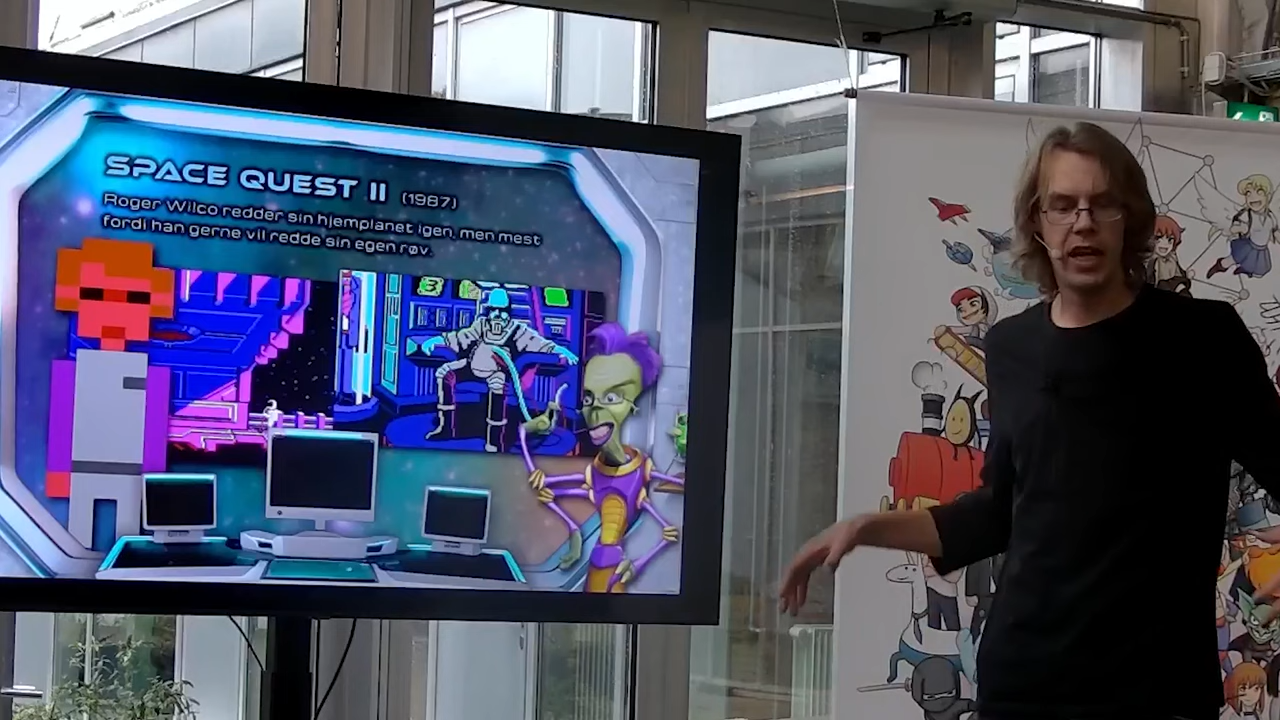 SPACE QUEST II (1987)
Roger Wilco redder sin hjemplanet igen, men mest
fordi han gerne vil redde sin egen røv.